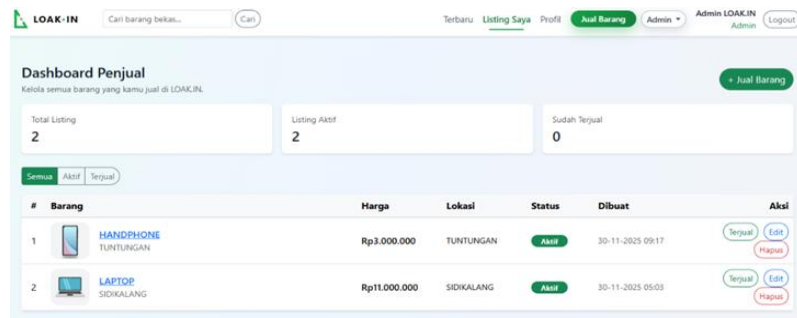 LOAK-IN Cari barang bekas... Cari Terbaru Listing Saya Profil Jual Barang Admin Admin LOAK.IN Admin Logout
Dashboard Penjual
Kelola semua barang yang kamu jual di LOAK.IN.
+ Jual Barang
Total Listing
2
Listing Aktif
2
Sudah Terjual
0
Semua Aktif Terjual
# Barang Harga Lokasi Status Dibuat Aksi
1 HANDPHONE TUNTUNGAN Rp3.000.000 TUNTUNGAN Aktif 30-11-2025 09:17 Terjual Edit Hapus
2 LAPTOP SIDIKALANG Rp11.000.000 SIDIKALANG Aktif 30-11-2025 05:03 Terjual Edit Hapus